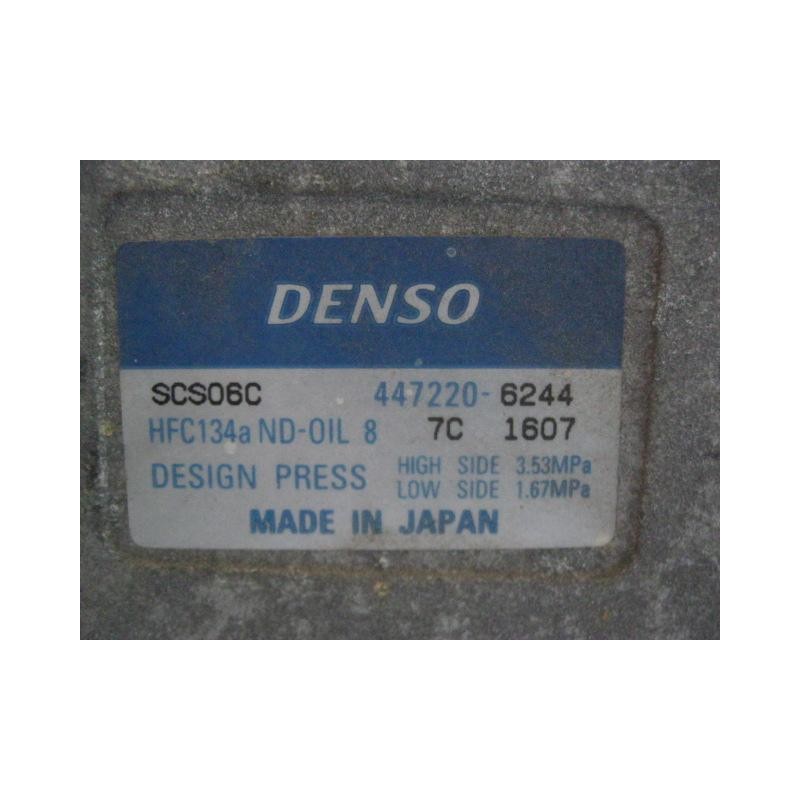 DENSO
SCS06C 447220-6244
HFC134a ND-OIL 8 7C 1607
DESIGN PRESS HIGH SIDE 3.53MPa
LOW SIDE 1.67MPa
MADE IN JAPAN